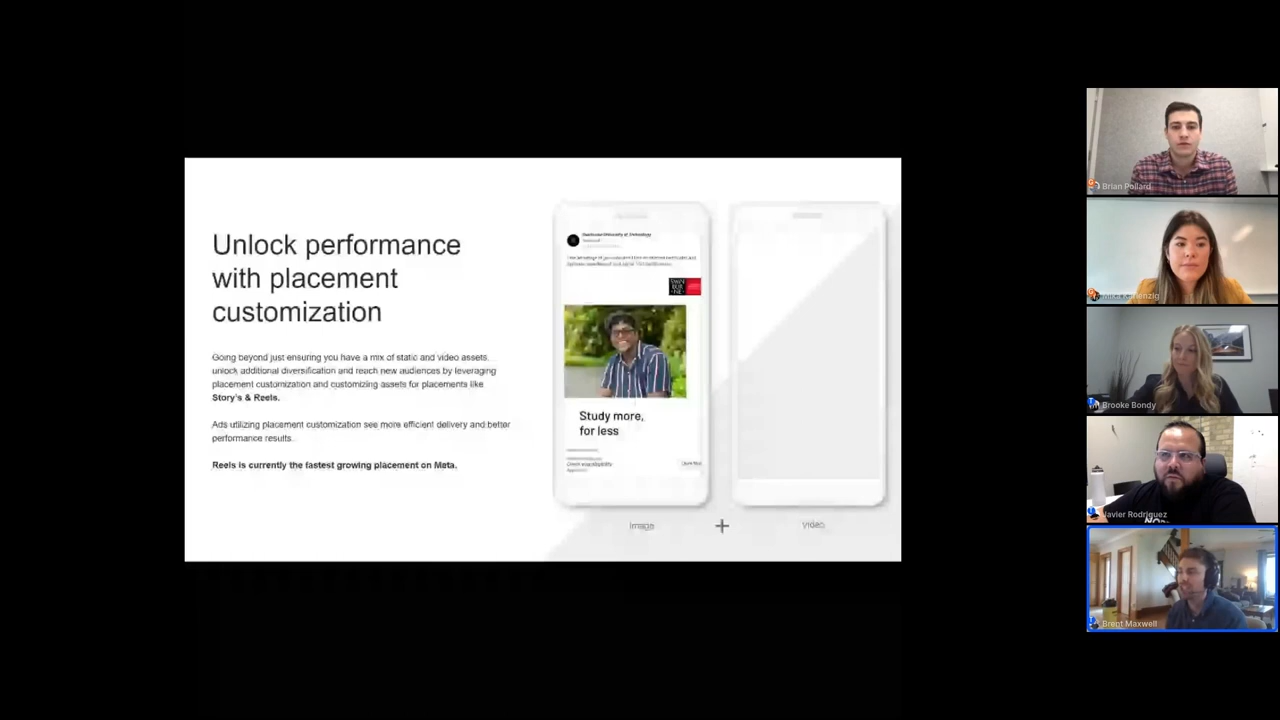 Unlock performance
with placement
customization
Going beyond just ensuring you have a mix of static and video assets,
unlock additional diversification and reach new audiences by leveraging
placement customization and customizing assets for placements like
Story's & Reels.
Ads utilizing placement customization see more efficient delivery and better
performance results.
Reels is currently the fastest growing placement on Meta.
SWIN
BUR
NE
Study more,
for less
Image
+
Video
Brian Pollard
Brooke Bondy
Javier Rodriguez
Brent Maxwell